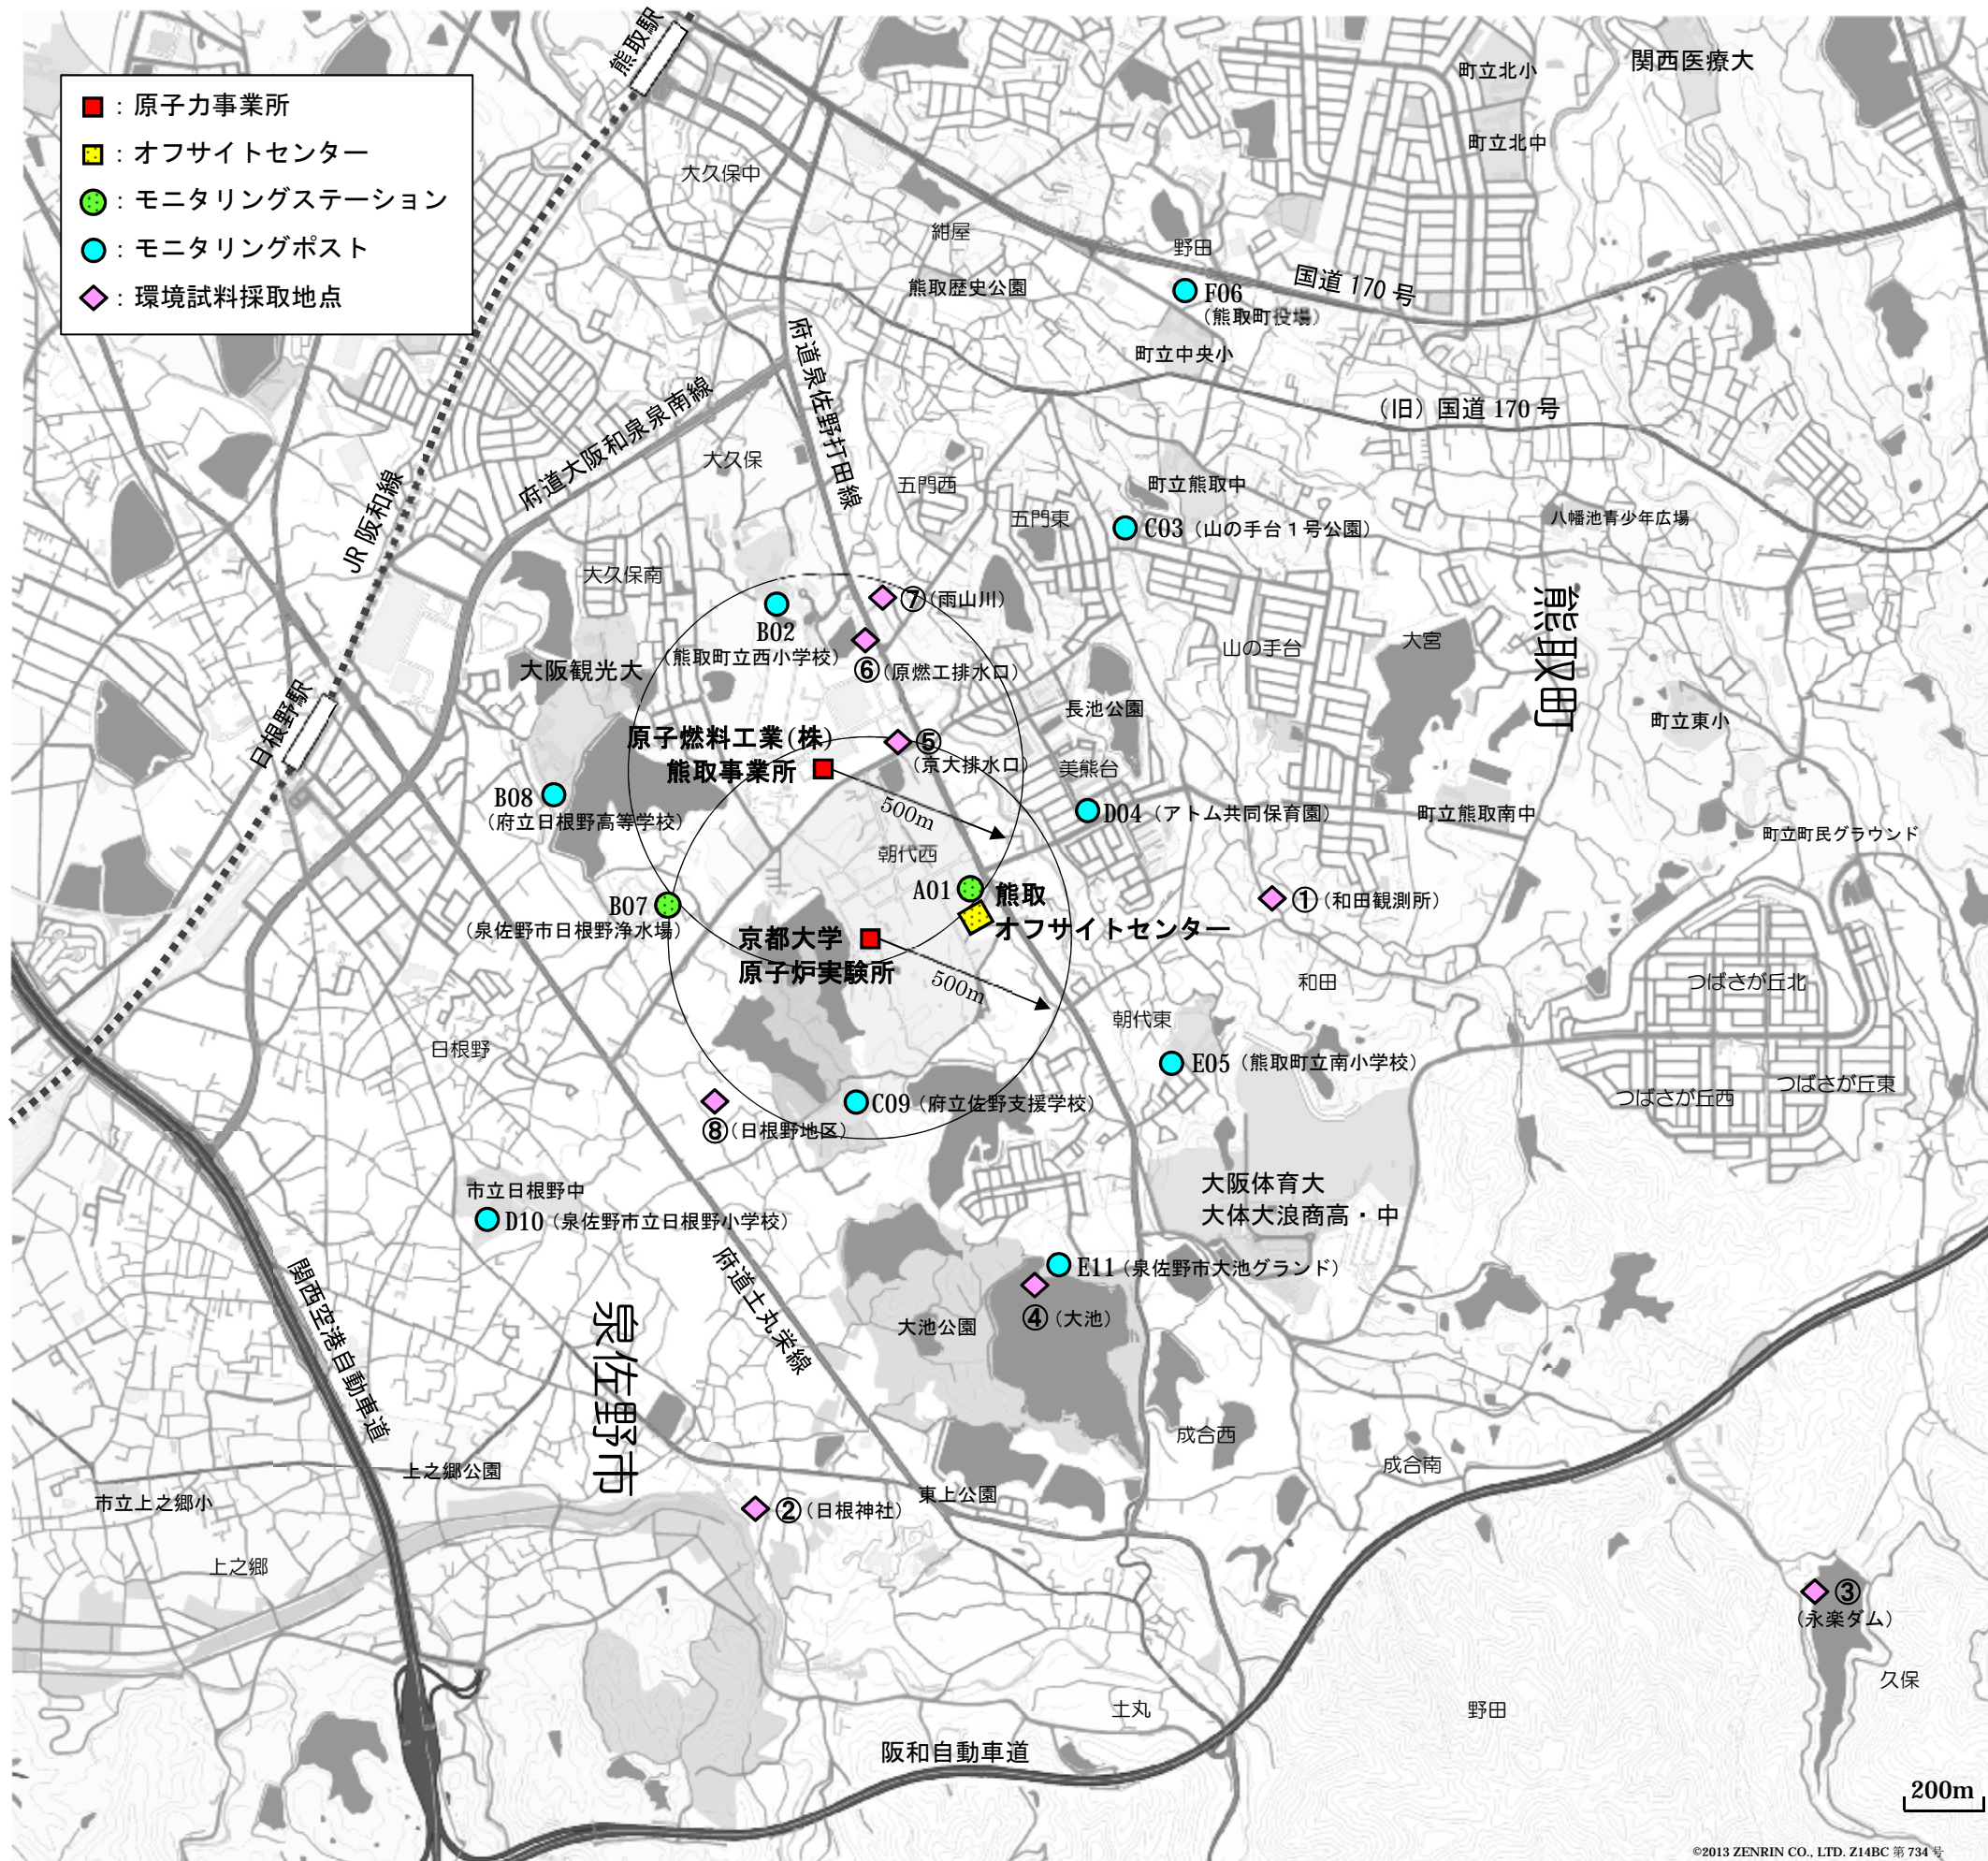 熊取駅
関西医療大
町立北小
：原子力事業所
：オフサイトセンター
：モニタリングステーション
：モニタリングポスト
：環境試料採取地点
町立北中
大久保中
紺屋
野田
熊取歴史公園
国道 170 号
F06
（熊取町役場）
町立中央小
府道泉佐野打田線
府道大阪和泉泉南線
（旧）国道 170 号
大久保
五門西
町立熊取中
五門東
C03（山の手台１号公園）
八幡池青少年広場
JR 阪和線
大久保南
⑦（雨山川）
B02
（熊取町立西小学校）
⑥（原燃工排水口）
大阪観光大
山の手台
大宮
熊取町
長池公園
町立東小
日根野駅
原子燃料工業(株)
熊取事業所
⑤
（京大排水口）
美熊台
500m
B08
（府立日根野高等学校）
D04（アトム共同保育園）
町立熊取南中
町立町民グラウンド
朝代西
A01
熊取
オフサイトセンター
①（和田観測所）
B07
（泉佐野市日根野浄水場）
京都大学
原子炉実験所
500m
和田
つばさが丘北
朝代東
日根野
E05（熊取町立南小学校）
つばさが丘西
つばさが丘東
C09（府立佐野支援学校）
⑧（日根野地区）
市立日根野中
D10（泉佐野市立日根野小学校）
大阪体育大
大体大浪商高・中
府道土丸栄線
関西空港自動車道
E11（泉佐野市大池グランド）
④（大池）
大池公園
泉佐野市
成合西
成合南
上之郷公園
市立上之郷小
東上公園
②（日根神社）
上之郷
③
（永楽ダム）
久保
土丸
野田
阪和自動車道
200m
©2013 ZENRIN CO., LTD. Z14BC 第 734 号